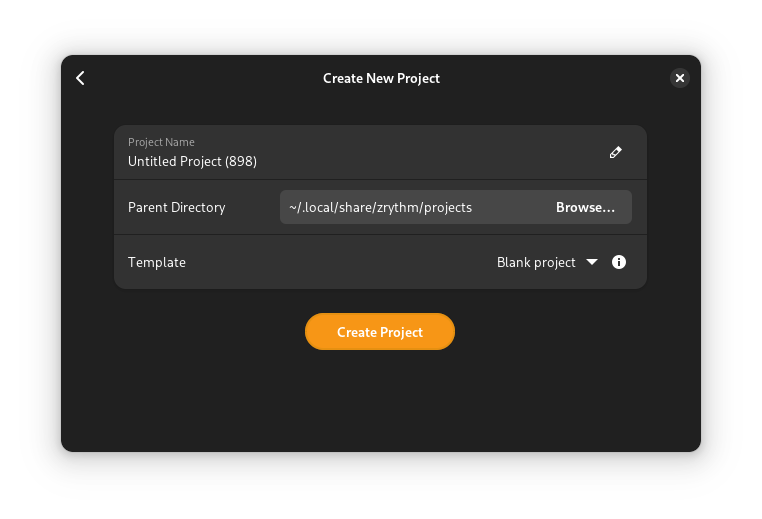 Create New Project
Project Name
Untitled Project (898)
Parent Directory
~/.local/share/zrythm/projects
Browse...
Template
Blank project
Create Project